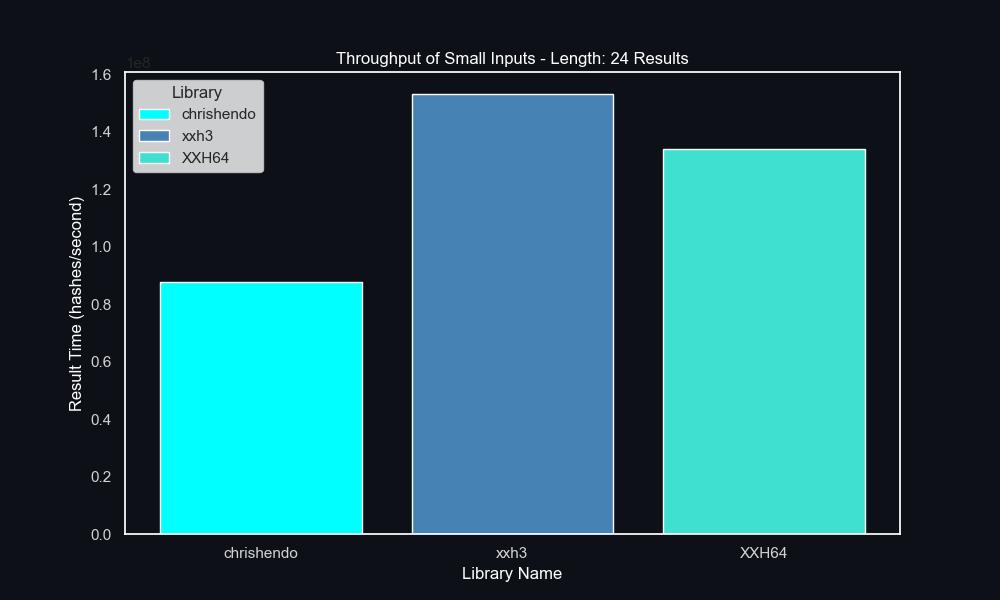 Throughput of Small Inputs - Length: 24 Results
1e8
1.6
1.4
1.2
1.0
0.8
0.6
0.4
0.2
0.0
Result Time (hashes/second)
Library
chrishendo
xxh3
XXH64
chrishendo
xxh3
XXH64
Library Name